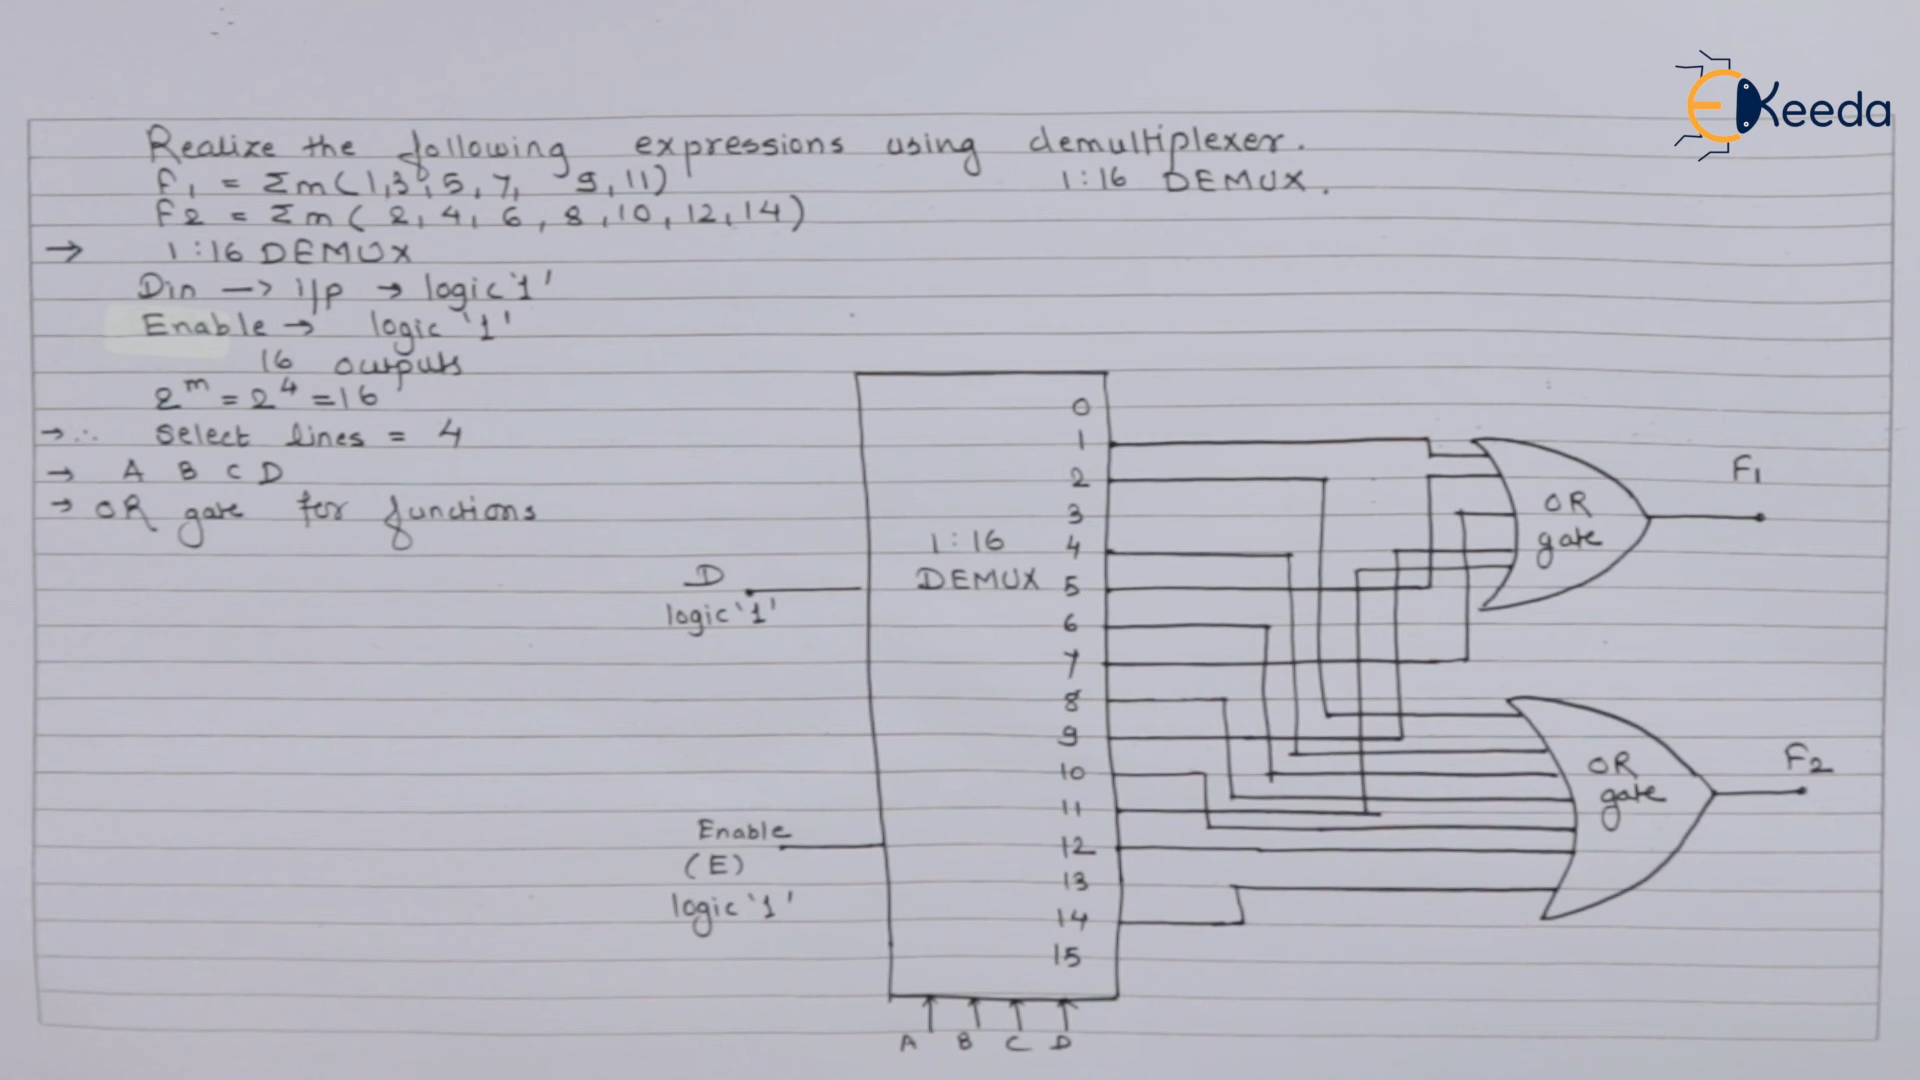 EKeeda
Realize the following expressions using demultiplexer.
F1 = Σm(1,3,5,7, 9,11) 1:16 DEMUX.
F2 = Σm( 2, 4, 6, 8, 10, 12, 14)
→ 1:16 DEMUX
Din → i/p → logic '1'
Enable → logic '1'
16 outputs
2^m = 2^4 = 16
→ ∴ Select lines = 4
→ A B C D
→ OR gate for functions
0
1
2
3
4
5
6
7
8
9
10
11
12
13
14
15
1:16
DEMUX
D
logic '1'
Enable
(E)
logic '1'
A B C D
OR
gate
F1
OR
gate
F2